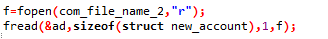 f=fopen(com_file_name_2,"r");
fread(&ad,sizeof(struct new_account),1,f);